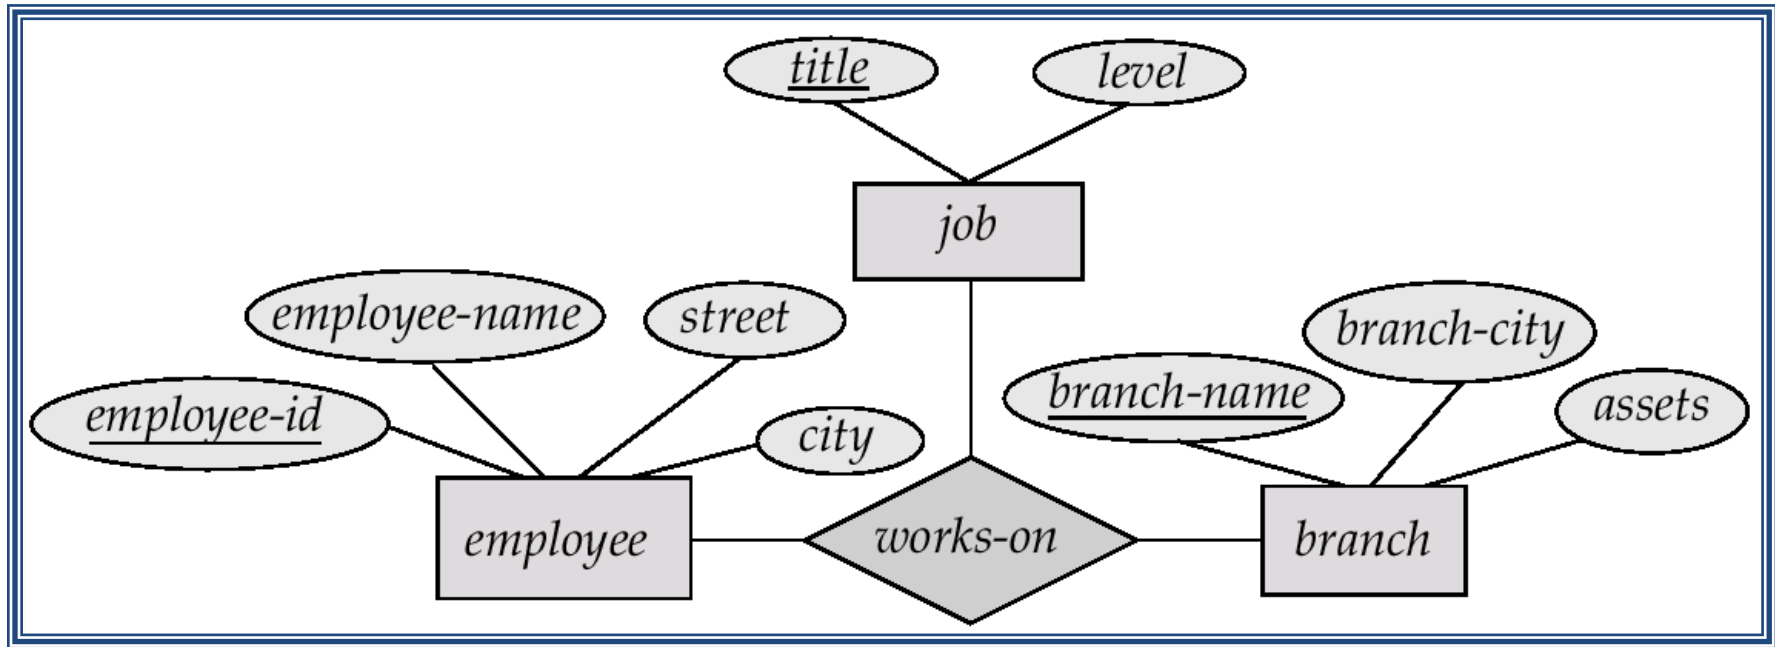 title
level
job
employee-name
street
branch-city
employee-id
city
branch-name
assets
employee
works-on
branch